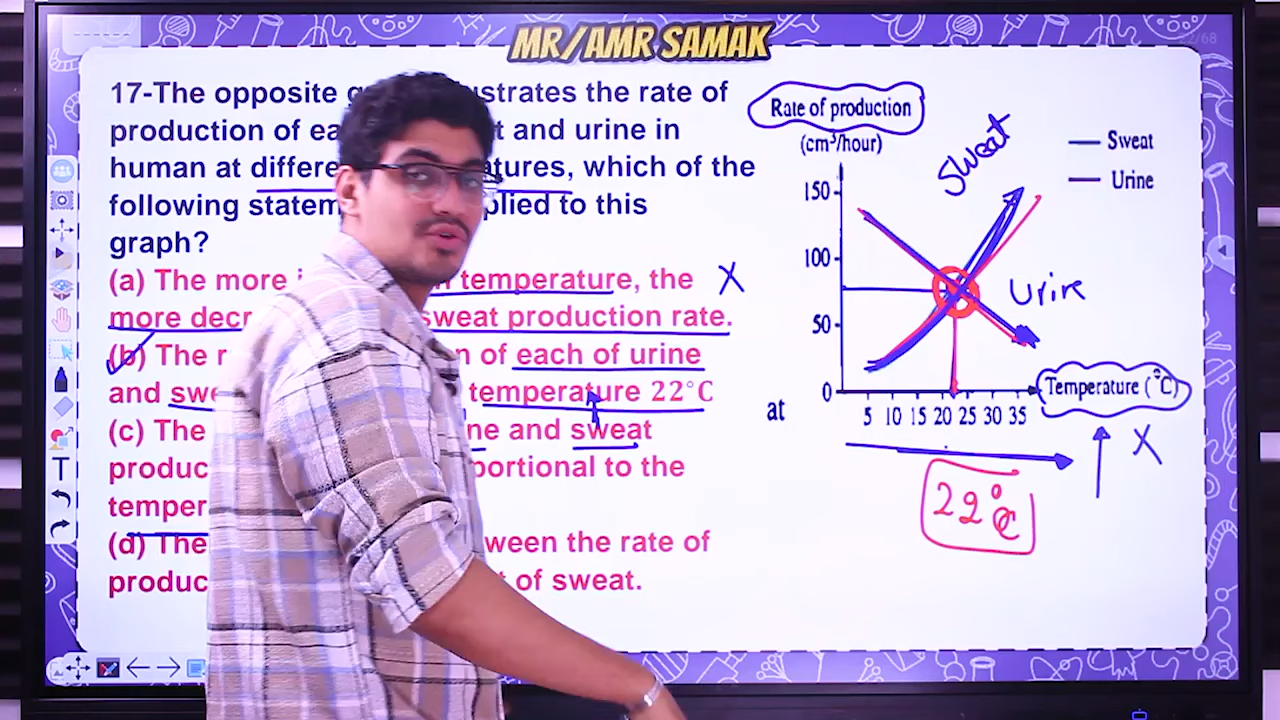 MR/AMR SAMAK
22/68
17-The opposite g ustrates the rate of
production of ea t and urine in
human at differe atures, which of the
following statem plied to this
graph?
(a) The more i n temperature, the X
more decr sweat production rate.
(b) The r n of each of urine
and swe temperature 22°C
(c) The ne and sweat
produc portional to the
temper
(d) The ween the rate of
produc t of sweat.
at
Rate of production
(cm³/hour)
Sweat
Sweat
Urine
Urine
150
100
50
0
5 10 15 20 25 30 35
Temperature (°C)
X
22°C
T